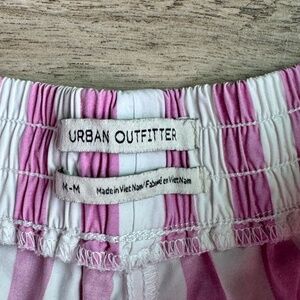 URBAN OUTFITTER
M-M
Made in Viet Nam/Fabriqué en Viet Nam